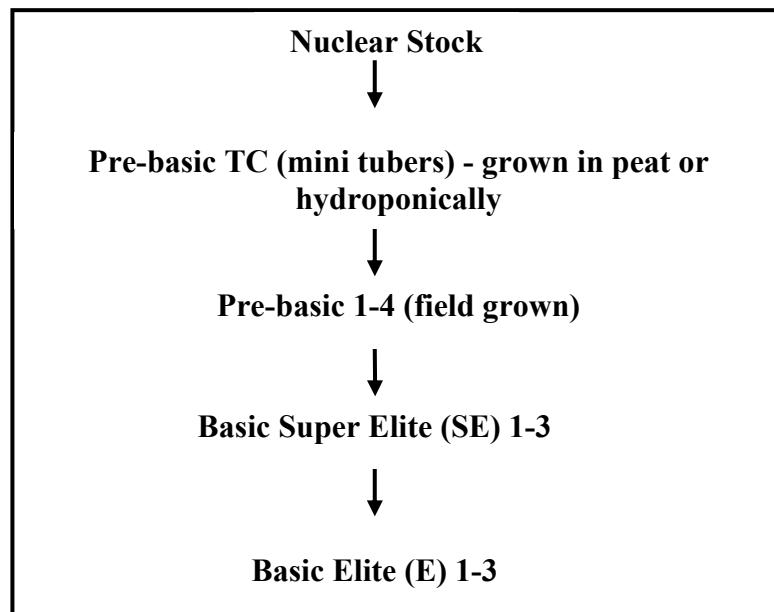 Nuclear Stock
Pre-basic TC (mini tubers) - grown in peat or
hydroponically
Pre-basic 1-4 (field grown)
Basic Super Elite (SE) 1-3
Basic Elite (E) 1-3